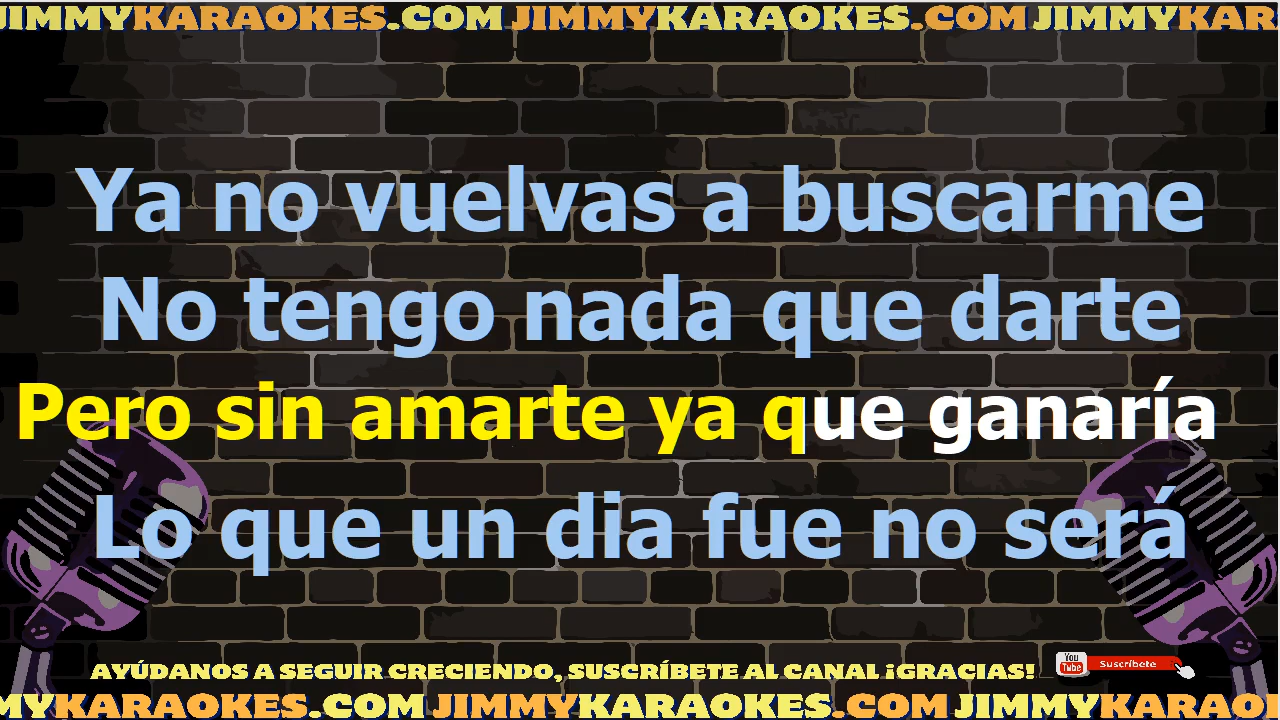 JIMMYKARAOKES.COM JIMMYKARAOKES.COM JIMMYKAR
Ya no vuelvas a buscarme
No tengo nada que darte
Pero sin amarte ya que ganaría
Lo que un dia fue no será
AYÚDANOS A SEGUIR CRECIENDO, SUSCRÍBETE AL CANAL ¡GRACIAS!
You Tube Suscríbete
MYKARAOKES.COM JIMMYKARAOKES.COM JIMMYKARAOK